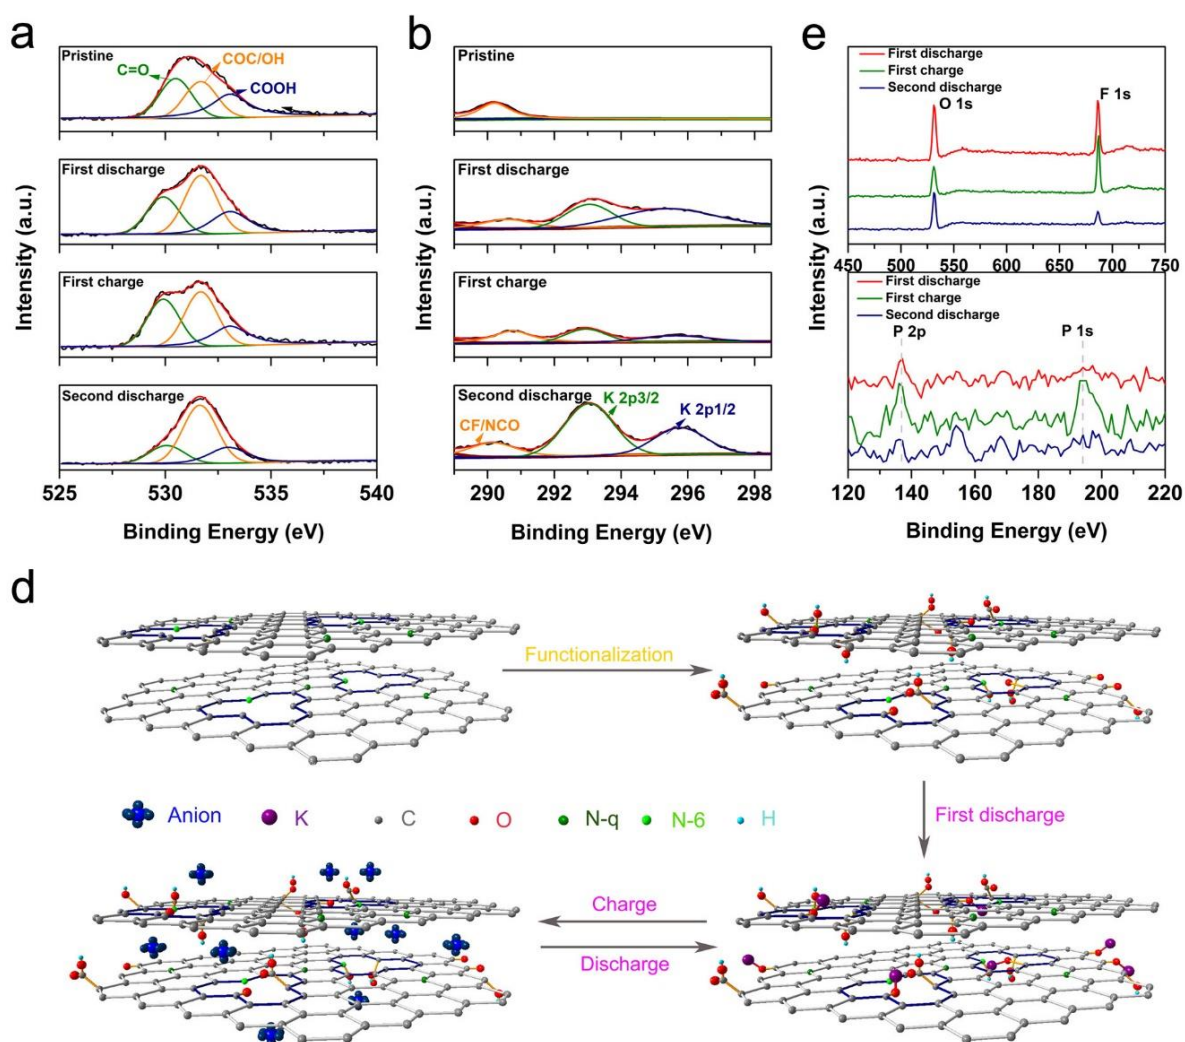 a
Pristine
C=O
COC/OH
COOH
First discharge
First charge
Second discharge
525 530 535 540
Binding Energy (eV)
Intensity (a.u.)
b
Pristine
First discharge
First charge
Second discharge
CF/NCO
K 2p3/2
K 2p1/2
290 292 294 296 298
Binding Energy (eV)
Intensity (a.u.)
e
First discharge
First charge
Second discharge
O 1s
F 1s
450 500 550 600 650 700 750
First discharge
First charge
Second discharge
P 2p
P 1s
120 140 160 180 200 220
Binding Energy (eV)
Intensity (a.u.)
d
Functionalization
Anion K C O N-q N-6 H
First discharge
Charge
Discharge